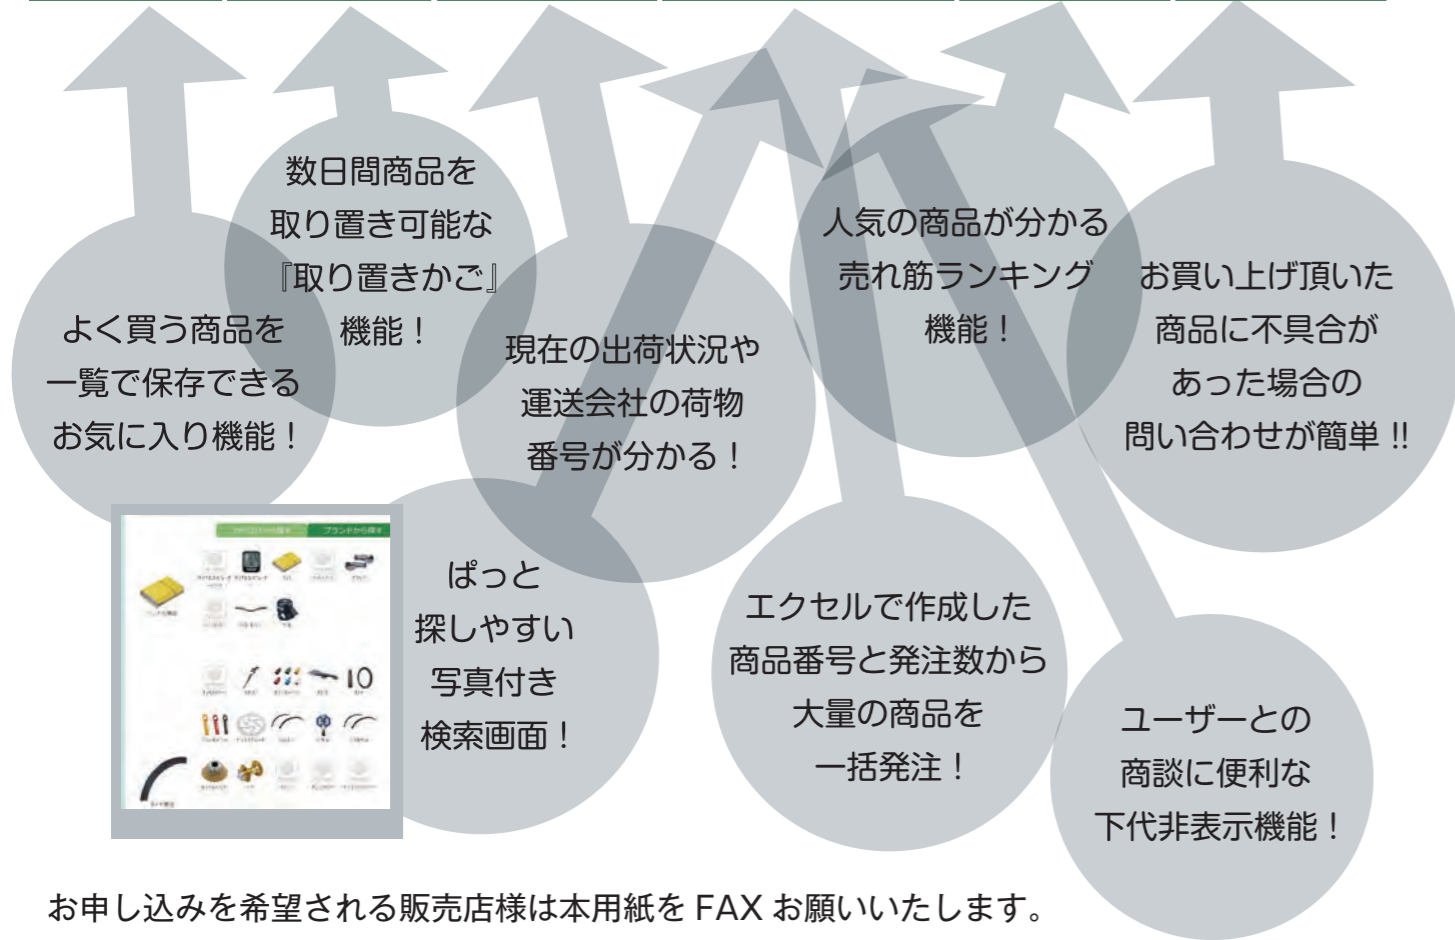 数日間商品を
取り置き可能な
『取り置きかご』
機能！
よく買う商品を
一覧で保存できる
お気に入り機能！
現在の出荷状況や
運送会社の荷物
番号が分かる！
人気の商品が分かる
売れ筋ランキング
機能！
お買い上げ頂いた
商品に不具合が
あった場合の
問い合わせが簡単 !!
ブランドから探す
ぱっと
探しやすい
写真付き
検索画面！
エクセルで作成した
商品番号と発注数から
大量の商品を
一括発注！
ユーザーとの
商談に便利な
下代非表示機能！
お申し込みを希望される販売店様は本用紙を FAX お願いいたします。